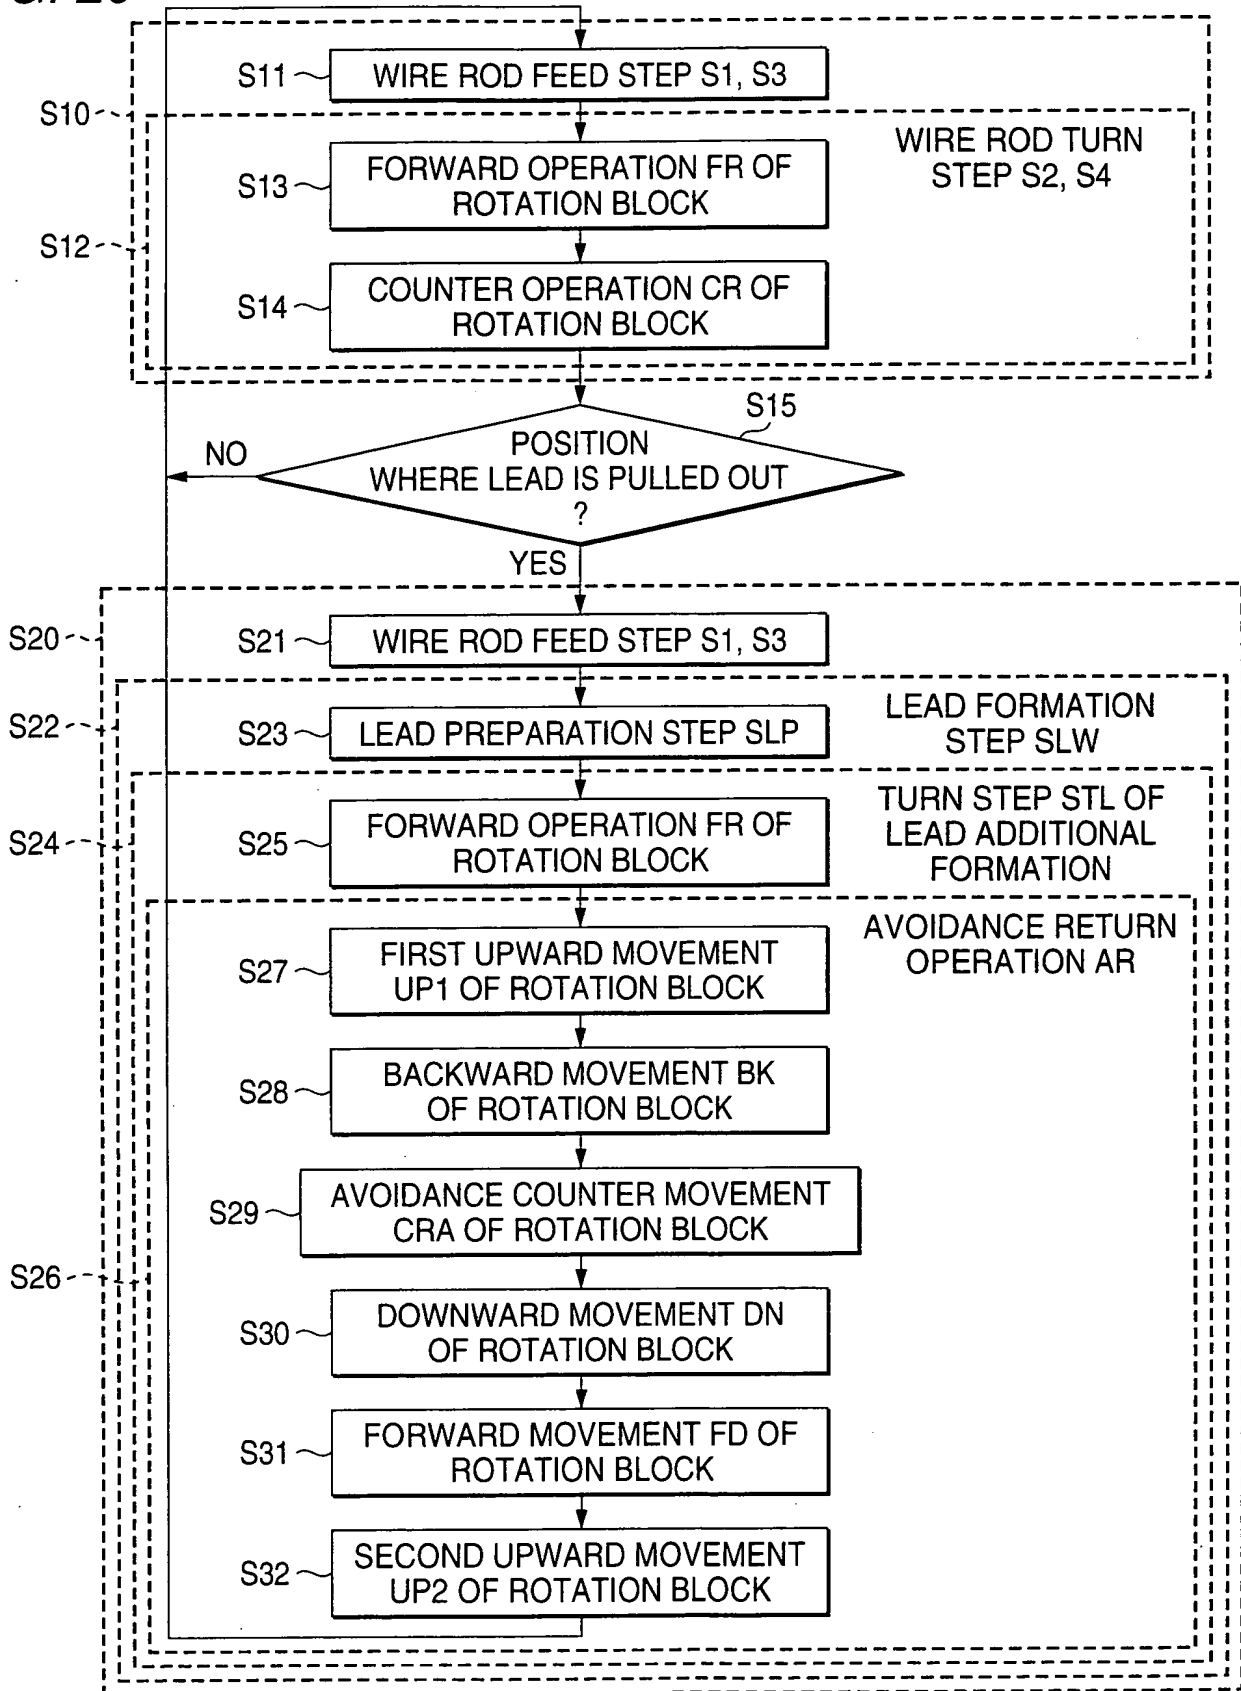 S11
WIRE ROD FEED STEP S1, S3
S10
WIRE ROD TURN
STEP S2, S4
S13
FORWARD OPERATION FR OF
ROTATION BLOCK
S12
S14
COUNTER OPERATION CR OF
ROTATION BLOCK
S15
POSITION
WHERE LEAD IS PULLED OUT
?
NO
YES
S20
S21
WIRE ROD FEED STEP S1, S3
S22
S23
LEAD PREPARATION STEP SLP
LEAD FORMATION
STEP SLW
S24
S25
FORWARD OPERATION FR OF
ROTATION BLOCK
TURN STEP STL OF
LEAD ADDITIONAL
FORMATION
AVOIDANCE RETURN
OPERATION AR
S27
FIRST UPWARD MOVEMENT
UP1 OF ROTATION BLOCK
S28
BACKWARD MOVEMENT BK
OF ROTATION BLOCK
S29
AVOIDANCE COUNTER MOVEMENT
CRA OF ROTATION BLOCK
S26
S30
DOWNWARD MOVEMENT DN
OF ROTATION BLOCK
S31
FORWARD MOVEMENT FD OF
ROTATION BLOCK
S32
SECOND UPWARD MOVEMENT
UP2 OF ROTATION BLOCK